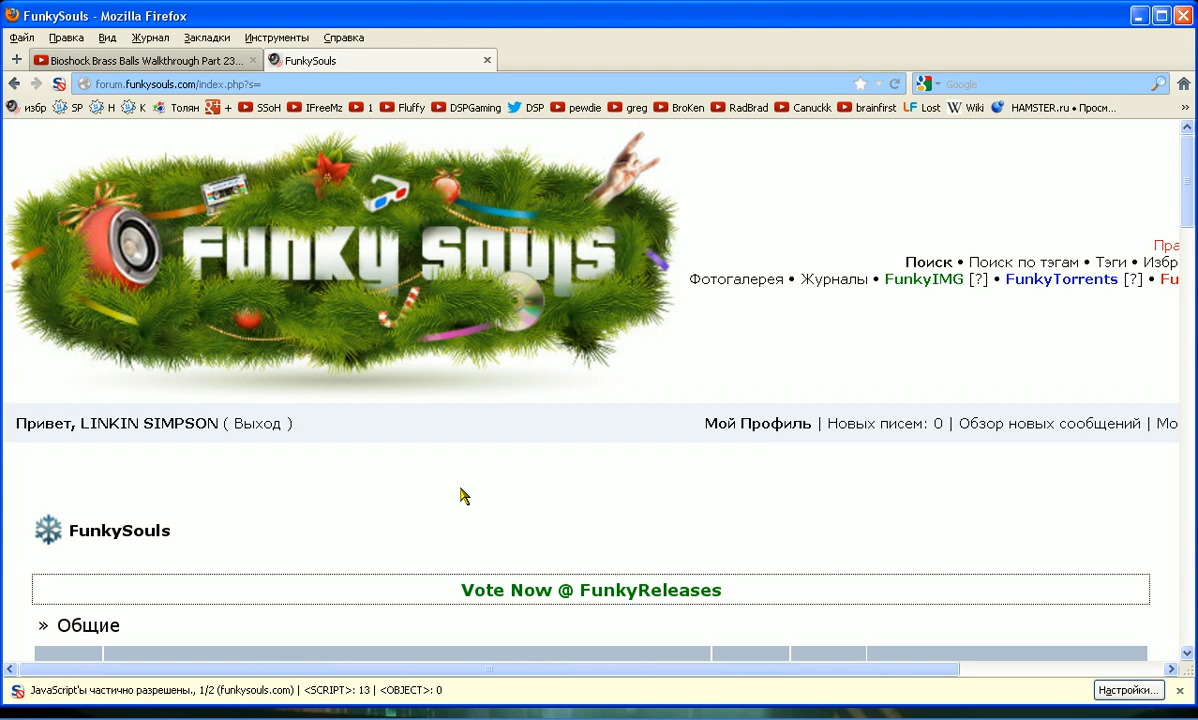 FunkySouls - Mozilla Firefox
Файл Правка Вид Журнал Закладки Инструменты Справка
Bioshock Brass Balls Walkthrough Part 23... FunkySouls
forum.funkysouls.com/index.php?s= Google
избр SP Н К Толян + SSoH IFreeMz 1 Fluffy DSPGaming DSP pewdie greg BroKen RadBrad Canuckk brainfirst Lost Wiki HAMSTER.ru • Просм...
FUNKY SOULS
Пра
Поиск • Поиск по тэгам • Тэги • Избр
Фотогалерея • Журналы • FunkyIMG [?] • FunkyTorrents [?] • Fu
Привет, LINKIN SIMPSON ( Выход ) Мой Профиль | Новых писем: 0 | Обзор новых сообщений | Мо
FunkySouls
Vote Now @ FunkyReleases
» Общие
JavaScript'ы частично разрешены., 1/2 (funkysouls.com) | <SCRIPT>: 13 | <OBJECT>: 0 Настройки...